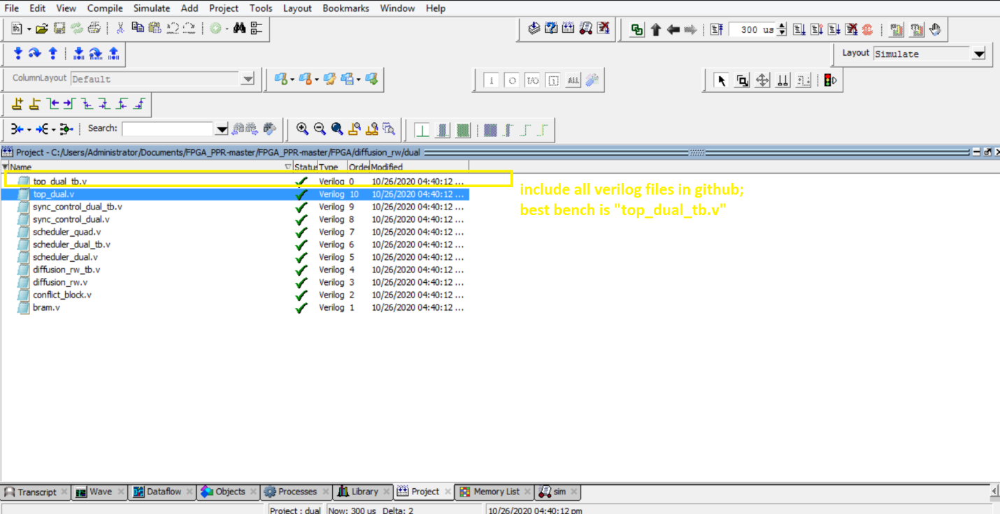 File Edit View Compile Simulate Add Project Tools Layout Bookmarks Window Help
300 us
Layout Simulate
ColumnLayout Default
I O I/O ALL
Search:
Project - C:/Users/Administrator/Documents/FPGA_PPR-master/FPGA_PPR-master/FPGA/diffusion_rw/dual
Name Status Type Order Modified
top_dual_tb.v Verilog 0 10/26/2020 04:40:12 ...
top_dual.v Verilog 10 10/26/2020 04:40:12 ...
sync_control_dual_tb.v Verilog 9 10/26/2020 04:40:12 ...
sync_control_dual.v Verilog 8 10/26/2020 04:40:12 ...
scheduler_quad.v Verilog 7 10/26/2020 04:40:12 ...
scheduler_dual_tb.v Verilog 6 10/26/2020 04:40:12 ...
scheduler_dual.v Verilog 5 10/26/2020 04:40:12 ...
diffusion_rw_tb.v Verilog 4 10/26/2020 04:40:12 ...
diffusion_rw.v Verilog 3 10/26/2020 04:40:12 ...
conflict_block.v Verilog 2 10/26/2020 04:40:12 ...
bram.v Verilog 1 10/26/2020 04:40:12 ...
include all verilog files in github;
best bench is "top_dual_tb.v"
Transcript Wave Dataflow Objects Processes Library Project Memory List sim
Project : dual Now: 300 us Delta: 2 10/26/2020 04:40:12 pm